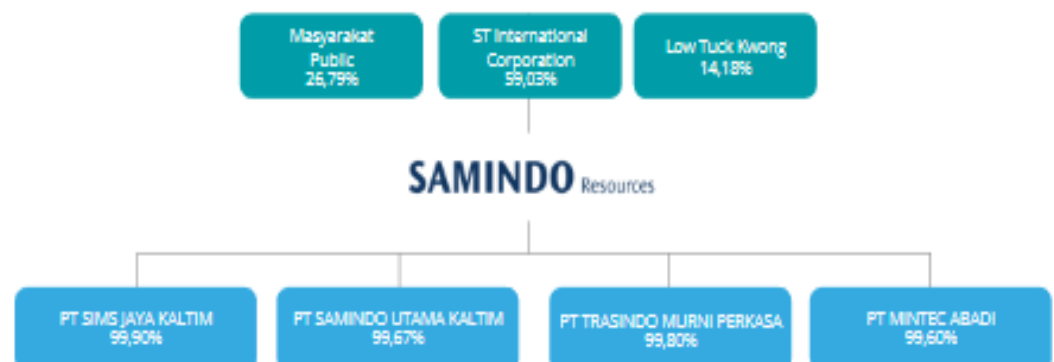 Masyarakat
Public
26,79%
ST International
Corporation
59,03%
Low Tuck Kwong
14,18%
SAMINDO Resources
PT SIMS JAYA KALTIM
99,90%
PT SAMINDO UTAMA KALTIM
99,67%
PT TRASINDO MURNI PERKASA
99,80%
PT MINTEC ABADI
99,60%